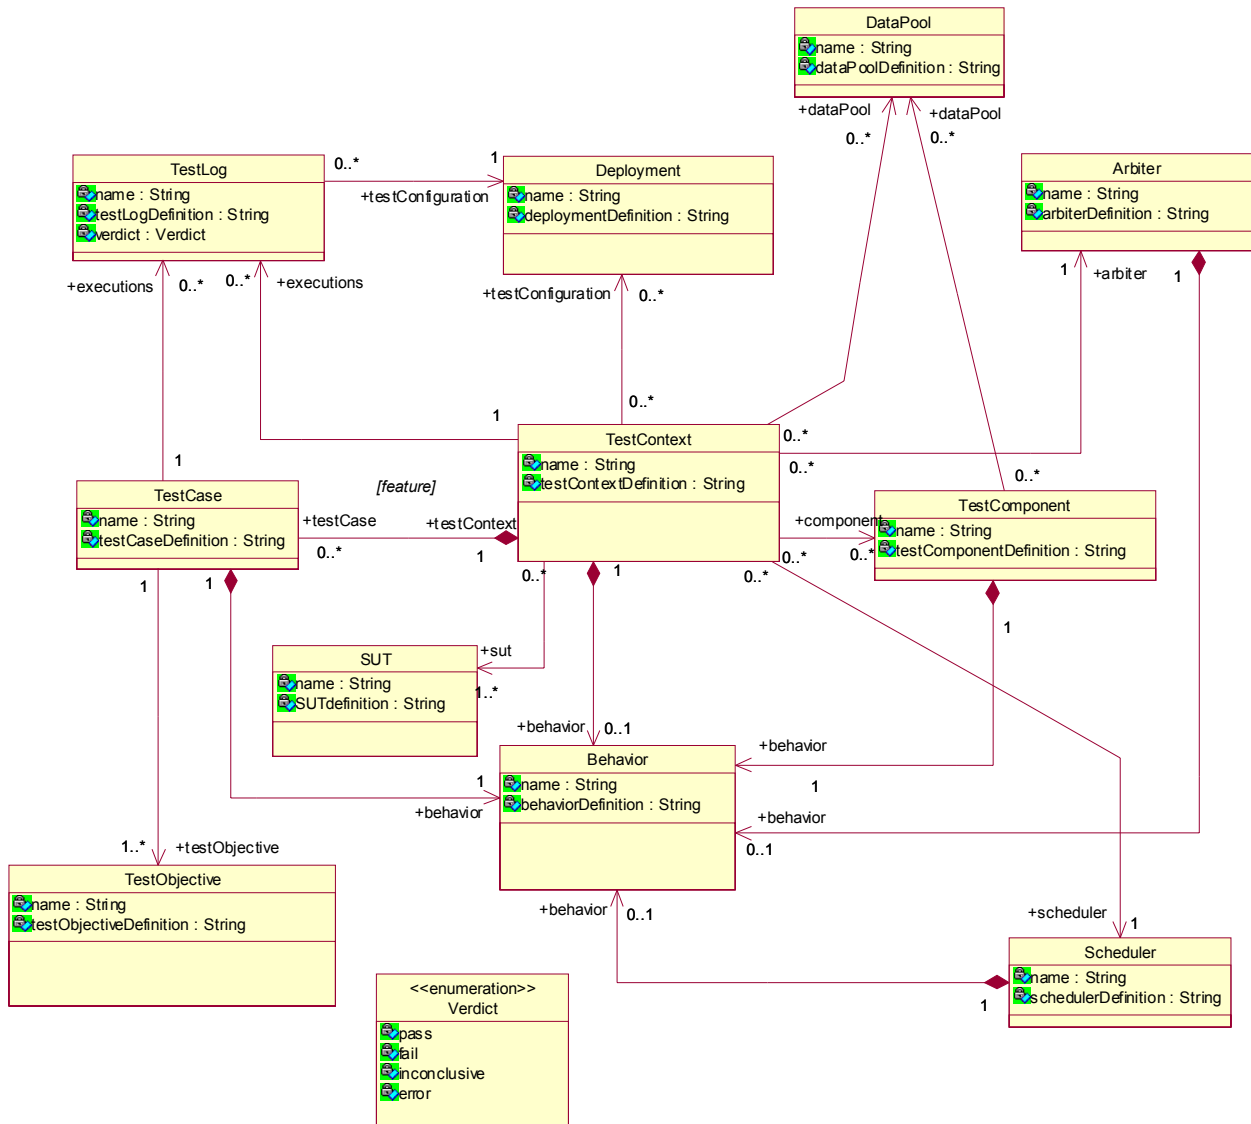 DataPool
name : String
dataPoolDefinition : String
+dataPool
0..*
+dataPool
0..*
TestLog
name : String
testLogDefinition : String
verdict : Verdict
0..*
1
+testConfiguration
Deployment
name : String
deploymentDefinition : String
Arbiter
name : String
arbiterDefinition : String
+executions
0..*
0..*
+executions
+testConfiguration
0..*
1
+arbiter
1
0..*
1
1
TestContext
name : String
testContextDefinition : String
0..*
0..*
0..*
TestCase
name : String
testCaseDefinition : String
[feature]
+testCase
0..*
+testContext
1
TestComponent
name : String
testComponentDefinition : String
+component
0..*
0..*
1
1
0..*
1
0..*
1
SUT
name : String
SUTdefinition : String
+sut
1..*
+behavior
0..1
Behavior
name : String
behaviorDefinition : String
1
+behavior
+behavior
1
+behavior
0..1
1..*
+testObjective
TestObjective
name : String
testObjectiveDefinition : String
+behavior
0..1
+scheduler
1
Scheduler
name : String
schedulerDefinition : String
1
<<enumeration>>
Verdict
pass
fail
inconclusive
error